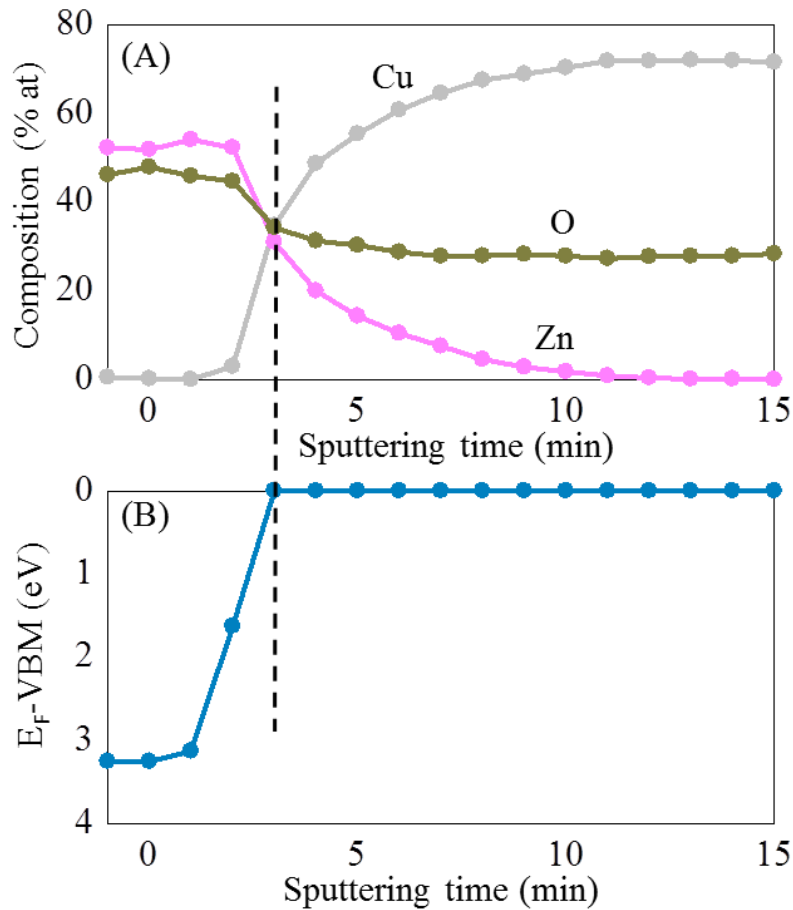 80
(A)
Cu
60
Composition (% at)
40
O
20
Zn
0
0 5 10 15
Sputtering time (min)
0
(B)
1
E_F- VBM (eV)
2
3
4
0 5 10 15
Sputtering time (min)